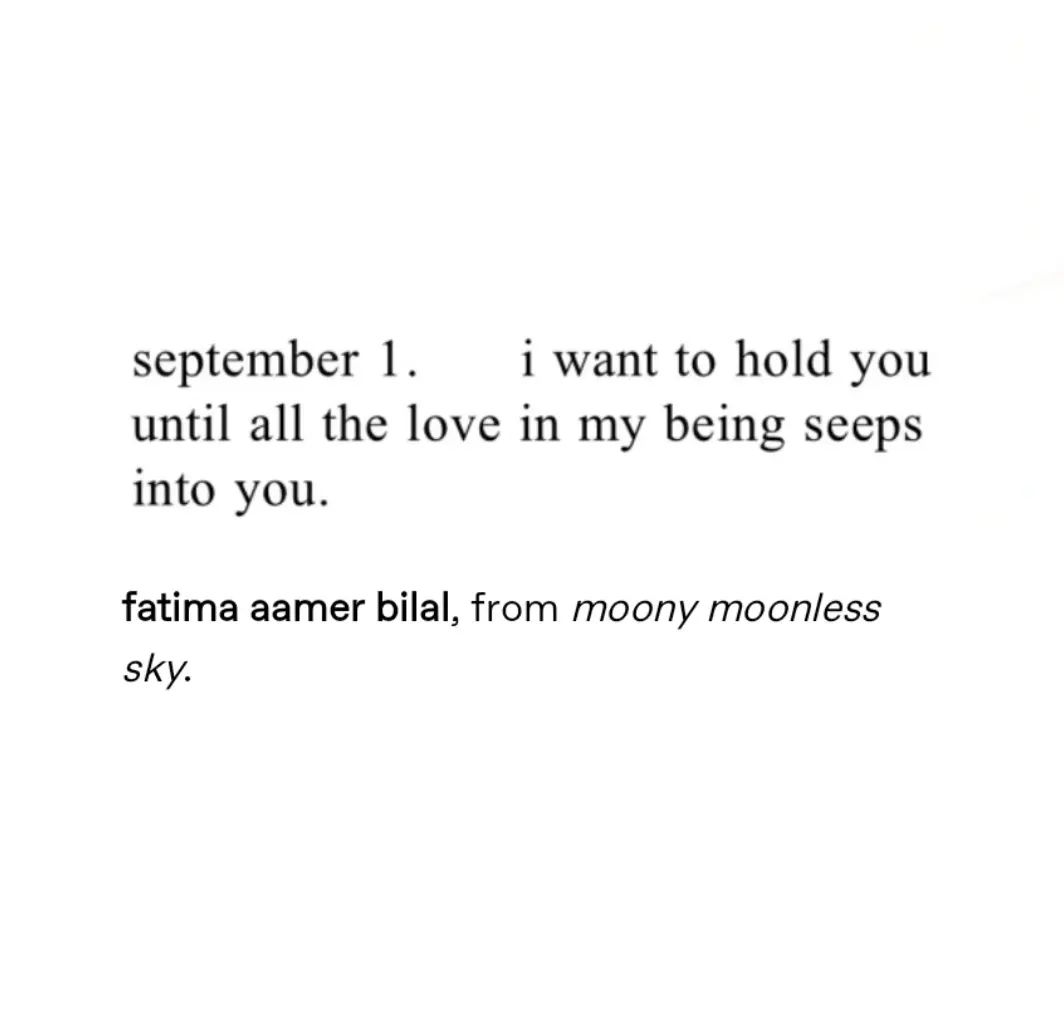 september 1. i want to hold you
until all the love in my being seeps
into you.
fatima aamer bilal, from moony moonless
sky.